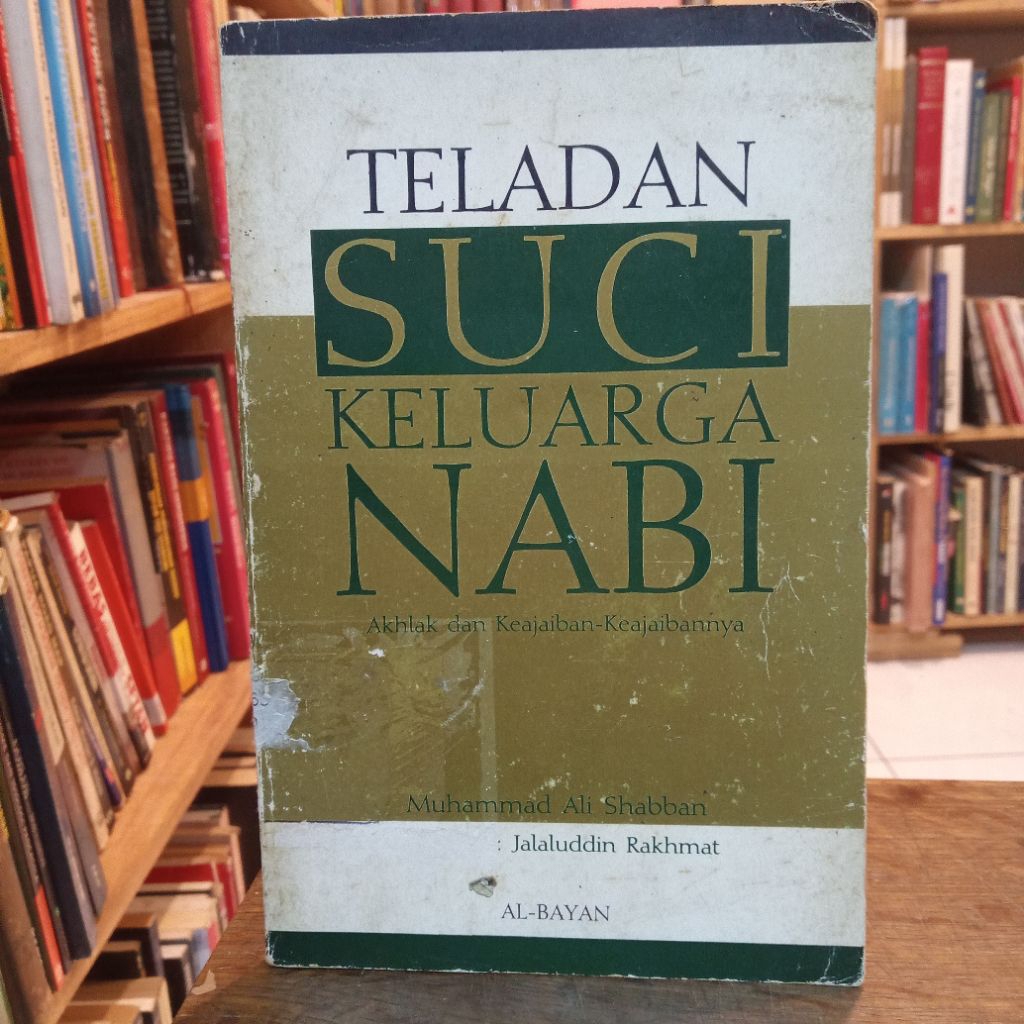 TELADAN
SUCI
KELUARGA
NABI
Akhlak dan Keajaiban-Keajaibannya
Muhammad Ali Shabban
: Jalaluddin Rakhmat
AL-BAYAN